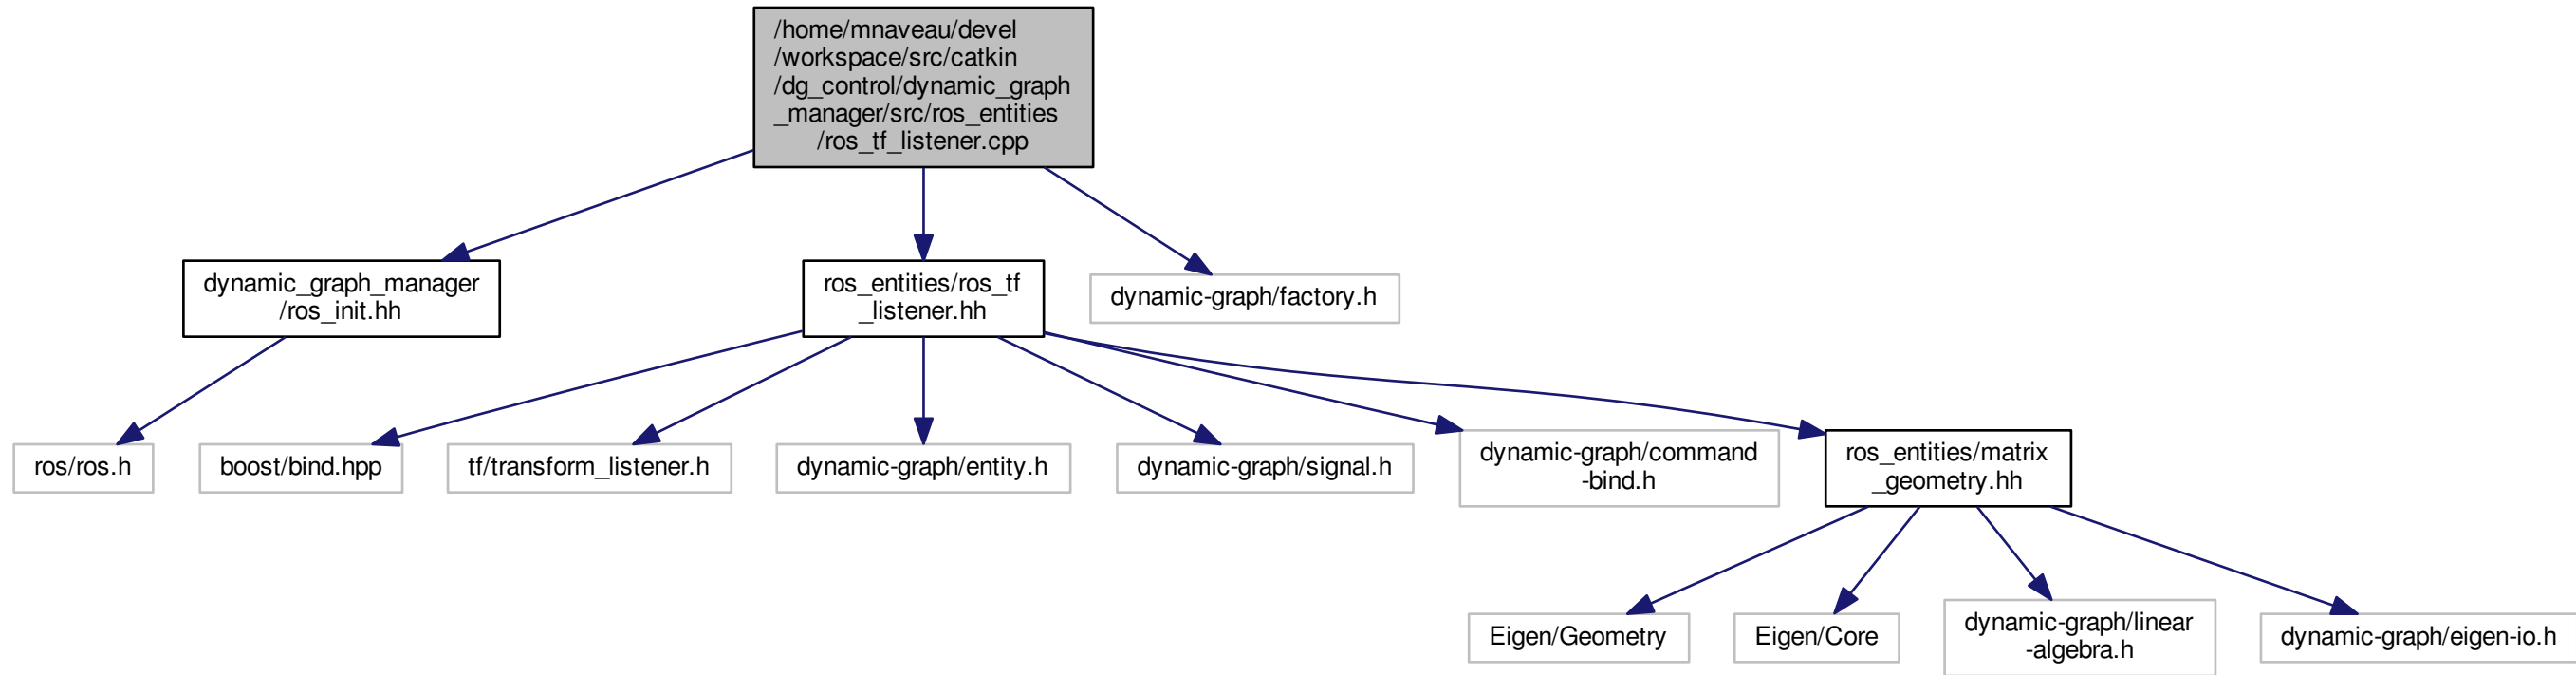 /home/mnaveau/devel
/workspace/src/catkin
/dg_control/dynamic_graph
_manager/src/ros_entities
/ros_tf_listener.cpp
dynamic_graph_manager
/ros_init.hh
ros_entities/ros_tf
_listener.hh
dynamic-graph/factory.h
ros/ros.h
boost/bind.hpp
tf/transform_listener.h
dynamic-graph/entity.h
dynamic-graph/signal.h
dynamic-graph/command
-bind.h
ros_entities/matrix
_geometry.hh
Eigen/Geometry
Eigen/Core
dynamic-graph/linear
-algebra.h
dynamic-graph/eigen-io.h